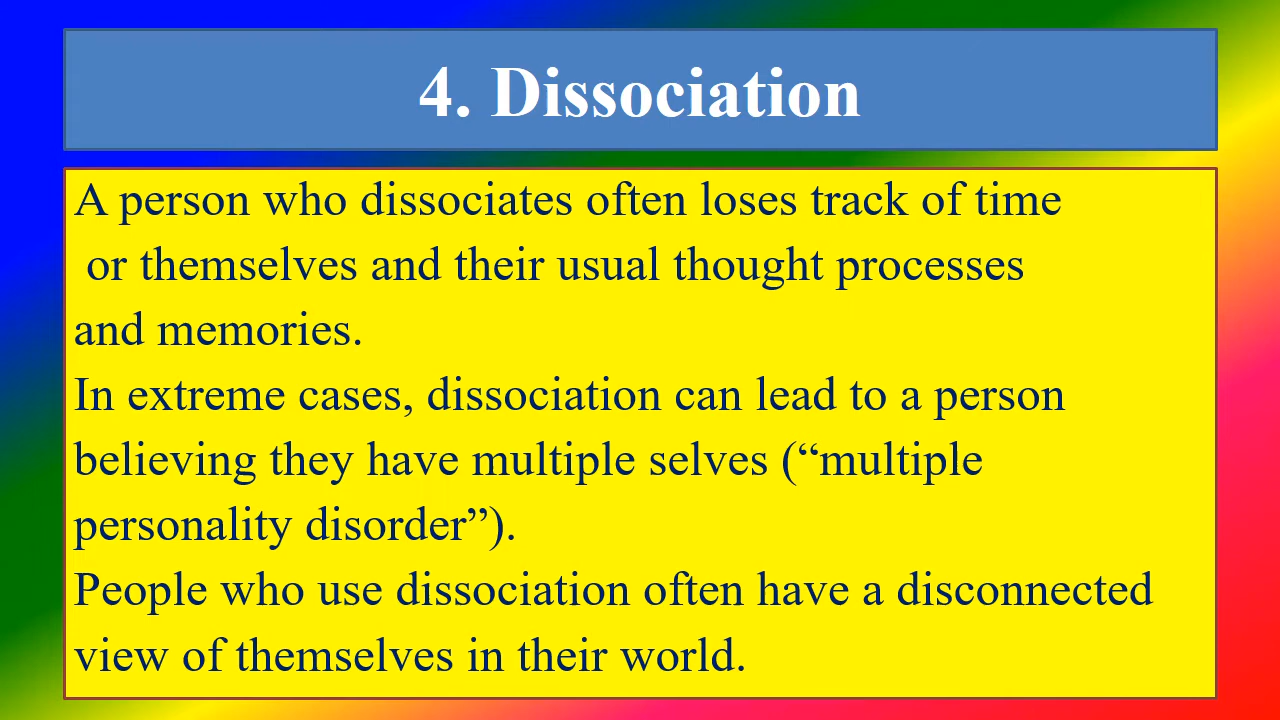 4. Dissociation
A person who dissociates often loses track of time
or themselves and their usual thought processes
and memories.
In extreme cases, dissociation can lead to a person
believing they have multiple selves (“multiple
personality disorder”).
People who use dissociation often have a disconnected
view of themselves in their world.